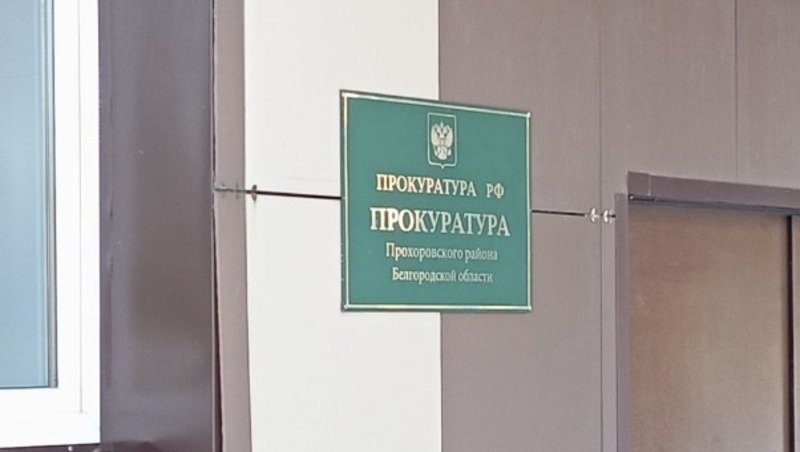 ПРОКУРАТУРА РФ
ПРОКУРАТУРА
Прохоровского района
Белгородской области